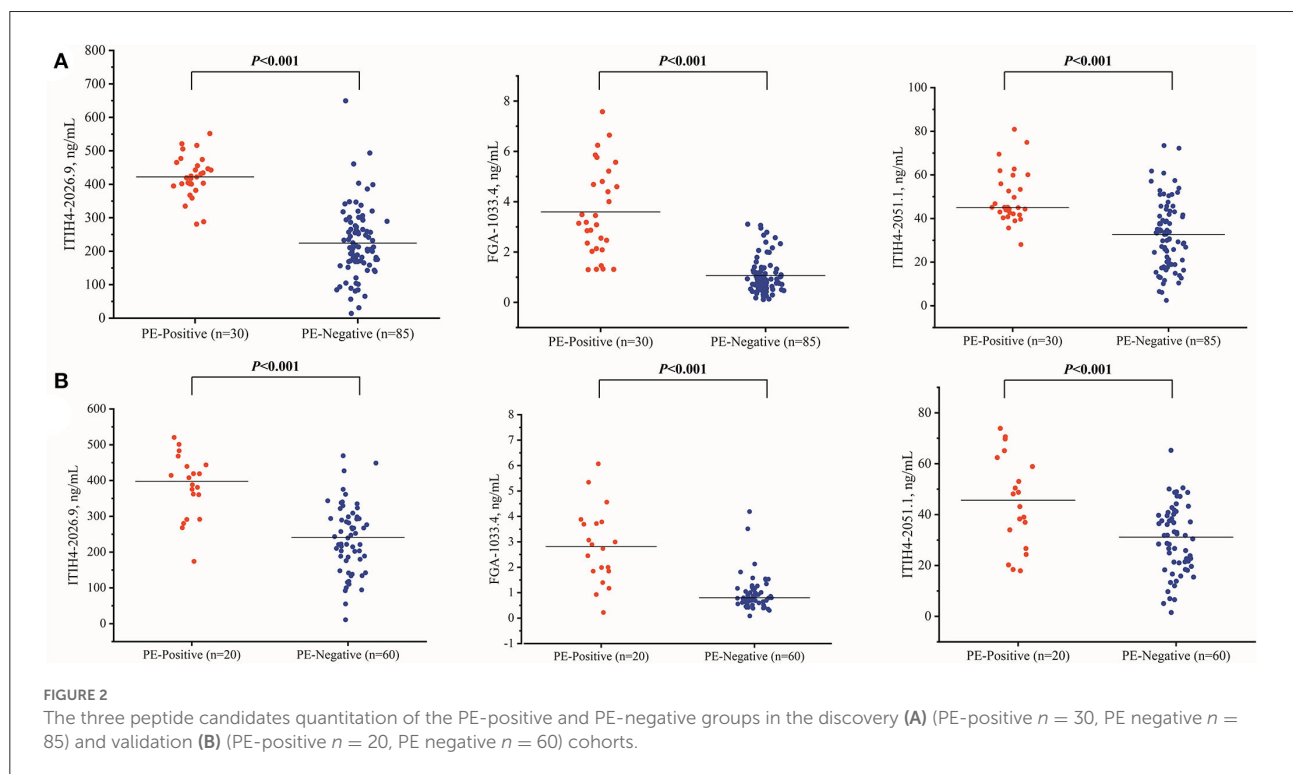 A
P<0.001
P<0.001
P<0.001
ITIH4-2026.9, ng/mL
800
700
600
500
400
300
200
100
0
PE-Positive (n=30)
PE-Negative (n=85)
FGA-1033.4, ng/mL
8
6
4
2
0
PE-Positive (n=30)
PE-Negative (n=85)
ITIH4-2051.1, ng/mL
100
80
60
40
20
0
PE-Positive (n=30)
PE-Negative (n=85)
B
P<0.001
P<0.001
P<0.001
ITIH4-2026.9, ng/mL
600
500
400
300
200
100
0
PE-Positive (n=20)
PE-Negative (n=60)
FGA-1033.4, ng/mL
8
7
6
5
4
3
2
1
0
-1
PE-Positive (n=20)
PE-Negative (n=60)
ITIH4-2051.1, ng/mL
80
60
40
20
0
PE-Positive (n=20)
PE-Negative (n=60)
FIGURE 2
The three peptide candidates quantitation of the PE-positive and PE-negative groups in the discovery (A) (PE-positive n = 30, PE negative n =
85) and validation (B) (PE-positive n = 20, PE negative n = 60) cohorts.